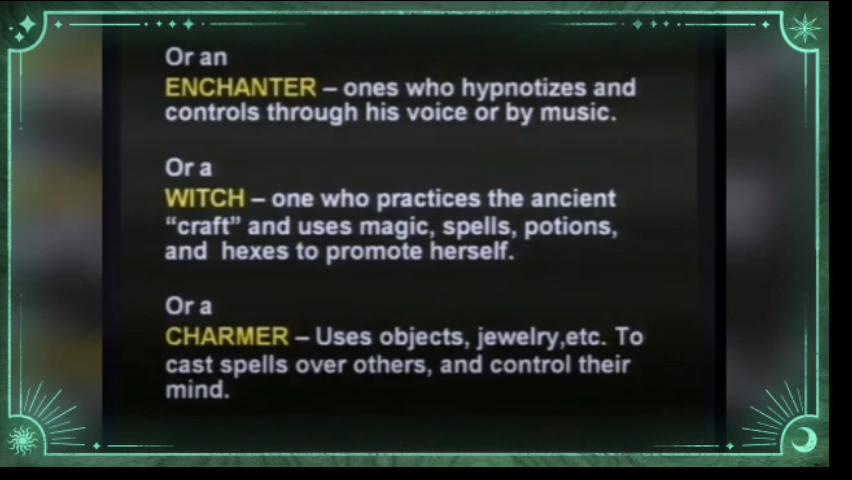 Or an
ENCHANTER – ones who hypnotizes and
controls through his voice or by music.
Or a
WITCH – one who practices the ancient
“craft” and uses magic, spells, potions,
and hexes to promote herself.
Or a
CHARMER – Uses objects, jewelry,etc. To
cast spells over others, and control their
mind.